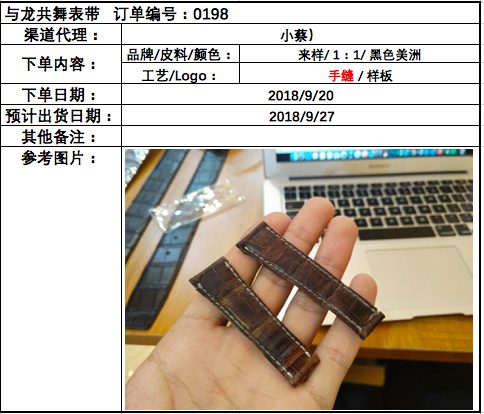 与龙共舞表带 订单编号：0198
渠道代理： 小蔡）
下单内容： 品牌/皮料/颜色： 来样/ 1：1/ 黑色美洲
工艺/Logo： 手缝 / 样板
下单日期： 2018/9/20
预计出货日期： 2018/9/27
其他备注：
参考图片：